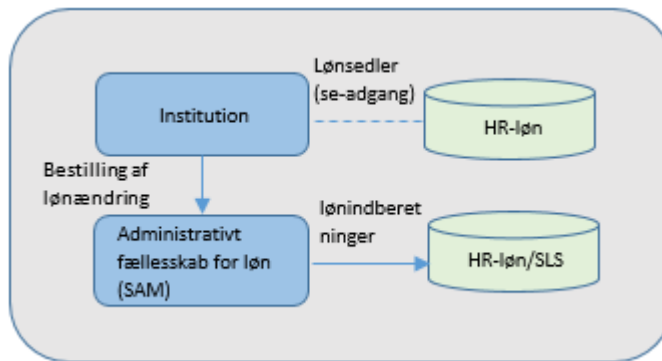 Lønsedler
(se-adgang)
Institution
HR-løn
Bestilling af
lønændring
lønindberet
ninger
Administrativt
fællesskab for løn
(SAM)
HR-løn/SLS